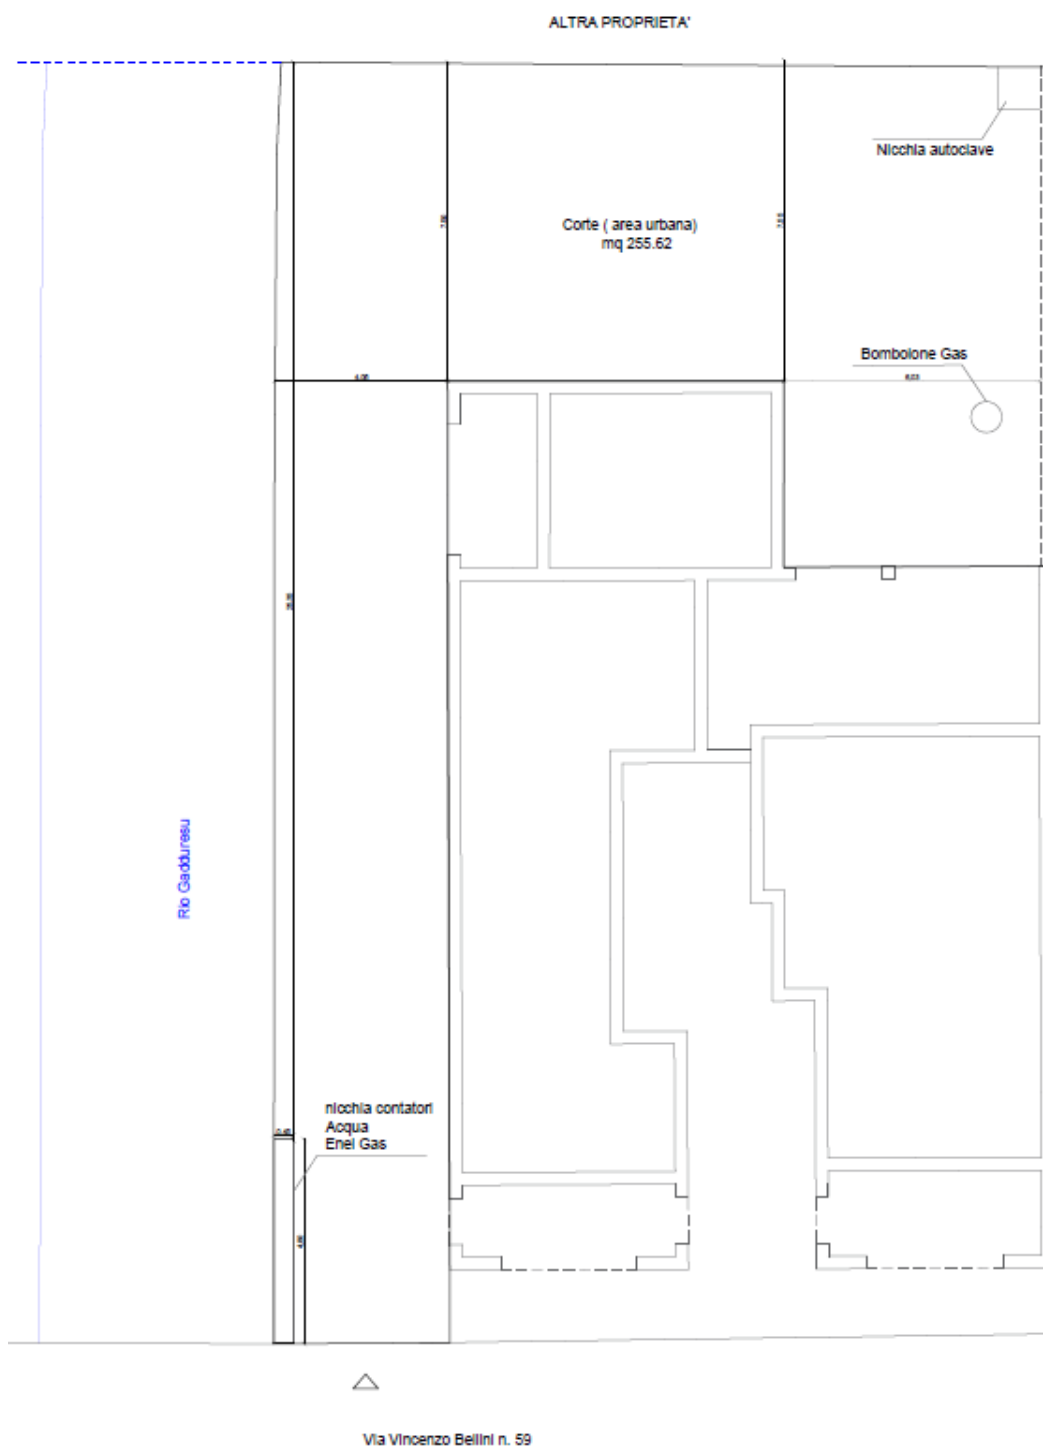 ALTRA PROPRIETA'
Nicchia autoclave
Corte ( area urbana)
mq 255.62
Bombolone Gas
Rio Gadduresu
nicchia contatori
Acqua
Enel Gas
Via Vincenzo Bellini n. 59